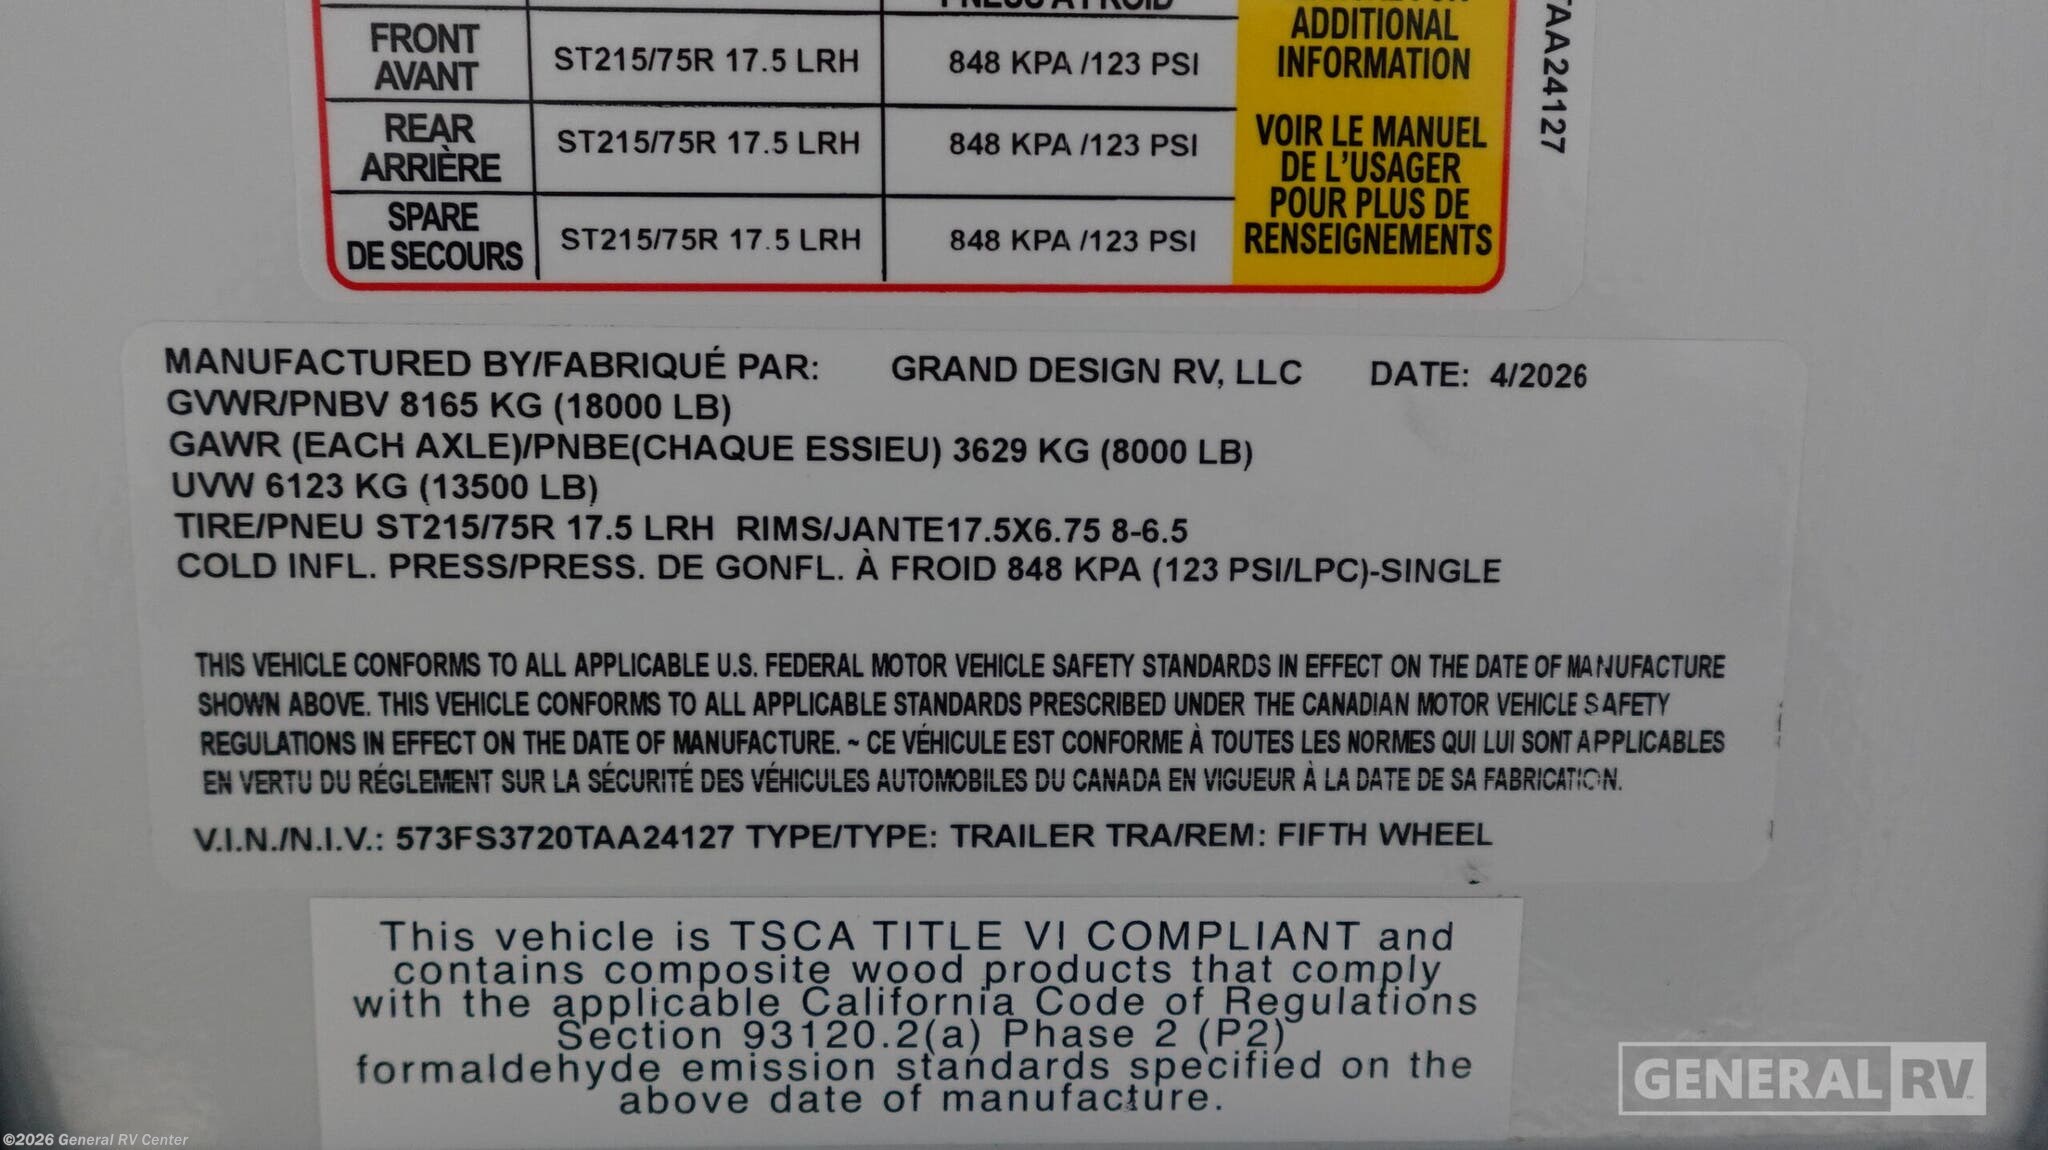 PNEUS À FROID
ADDITIONAL
INFORMATION
FRONT
AVANT
ST215/75R 17.5 LRH
848 KPA /123 PSI
REAR
ARRIÈRE
ST215/75R 17.5 LRH
848 KPA /123 PSI
SPARE
DE SECOURS
ST215/75R 17.5 LRH
848 KPA /123 PSI
VOIR LE MANUEL
DE L'USAGER
POUR PLUS DE
RENSEIGNEMENTS
TAA24127
MANUFACTURED BY/FABRIQUÉ PAR: GRAND DESIGN RV, LLC DATE: 4/2026
GVWR/PNBV 8165 KG (18000 LB)
GAWR (EACH AXLE)/PNBE(CHAQUE ESSIEU) 3629 KG (8000 LB)
UVW 6123 KG (13500 LB)
TIRE/PNEU ST215/75R 17.5 LRH RIMS/JANTE17.5X6.75 8-6.5
COLD INFL. PRESS/PRESS. DE GONFL. À FROID 848 KPA (123 PSI/LPC)-SINGLE
THIS VEHICLE CONFORMS TO ALL APPLICABLE U.S. FEDERAL MOTOR VEHICLE SAFETY STANDARDS IN EFFECT ON THE DATE OF MANUFACTURE
SHOWN ABOVE. THIS VEHICLE CONFORMS TO ALL APPLICABLE STANDARDS PRESCRIBED UNDER THE CANADIAN MOTOR VEHICLE SAFETY
REGULATIONS IN EFFECT ON THE DATE OF MANUFACTURE. ~ CE VÉHICULE EST CONFORME À TOUTES LES NORMES QUI LUI SONT APPLICABLES
EN VERTU DU RÉGLEMENT SUR LA SÉCURITÉ DES VÉHICULES AUTOMOBILES DU CANADA EN VIGUEUR À LA DATE DE SA FABRICATION.
V.I.N./N.I.V.: 573FS3720TAA24127 TYPE/TYPE: TRAILER TRA/REM: FIFTH WHEEL
This vehicle is TSCA TITLE VI COMPLIANT and
contains composite wood products that comply
with the applicable California Code of Regulations
Section 93120.2(a) Phase 2 (P2)
formaldehyde emission standards specified on the
above date of manufacture.
GENERAL RV
©2026 General RV Center